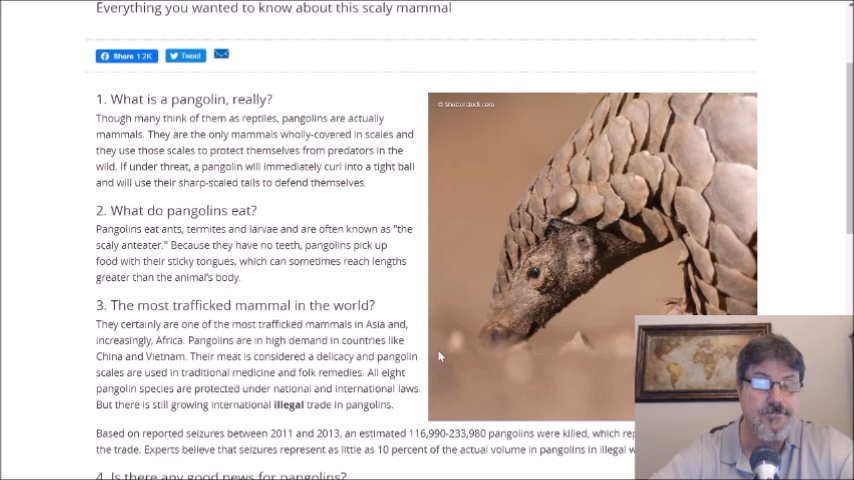 Everything you wanted to know about this scaly mammal
Share 1.2K
Tweet
© Shutterstock.com
1. What is a pangolin, really?
Though many think of them as reptiles, pangolins are actually
mammals. They are the only mammals wholly-covered in scales and
they use those scales to protect themselves from predators in the
wild. If under threat, a pangolin will immediately curl into a tight ball
and will use their sharp-scaled tails to defend themselves.
2. What do pangolins eat?
Pangolins eat ants, termites and larvae and are often known as "the
scaly anteater." Because they have no teeth, pangolins pick up
food with their sticky tongues, which can sometimes reach lengths
greater than the animal's body.
3. The most trafficked mammal in the world?
They certainly are one of the most trafficked mammals in Asia and,
increasingly, Africa. Pangolins are in high demand in countries like
China and Vietnam. Their meat is considered a delicacy and pangolin
scales are used in traditional medicine and folk remedies. All eight
pangolin species are protected under national and international laws.
But there is still growing international illegal trade in pangolins.
Based on reported seizures between 2011 and 2013, an estimated 116,990-233,980 pangolins were killed, which
the trade. Experts believe that seizures represent as little as 10 percent of the actual volume in pangolins in illegal
4. Is there any good news for pangolins?